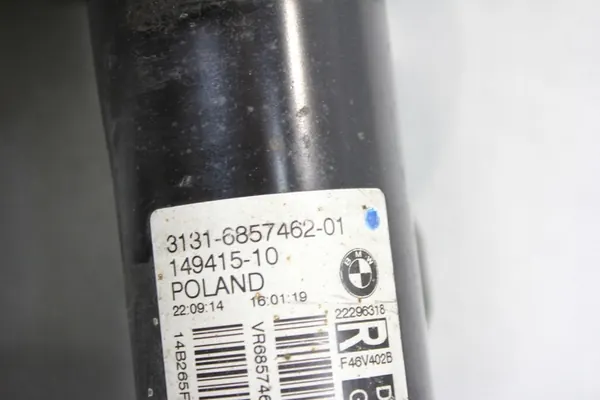 3131-6857462-01
149415-10
POLAND
22:09:14 16:01:19
BMW
22296318
R
F46V402B
14B265F
VR685746